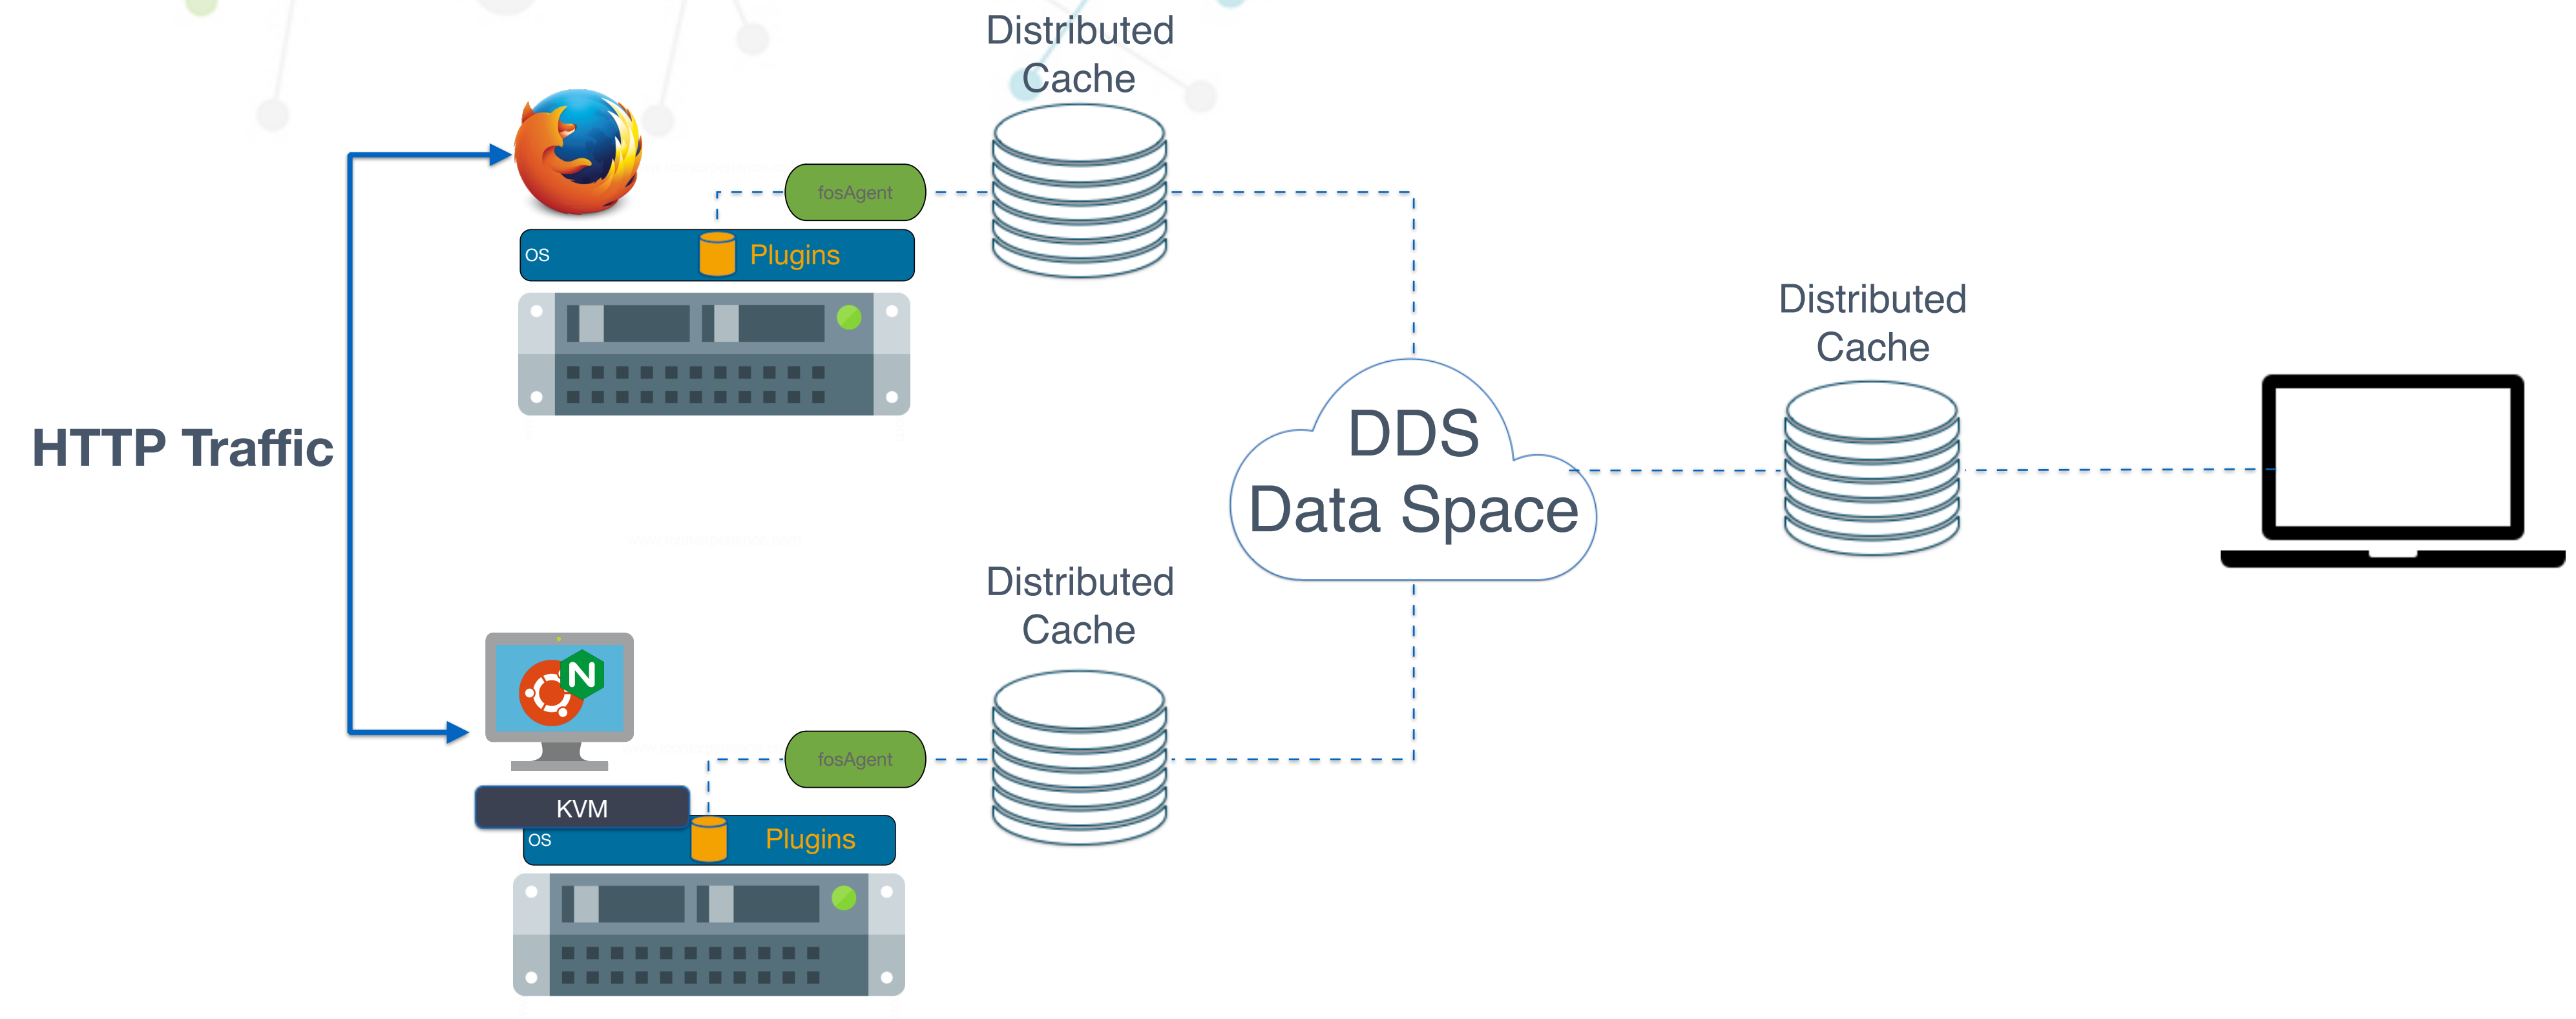 Distributed
Cache
fosAgent
OS
Plugins
Distributed
Cache
HTTP Traffic
DDS
Data Space
Distributed
Cache
N
fosAgent
KVM
OS
Plugins